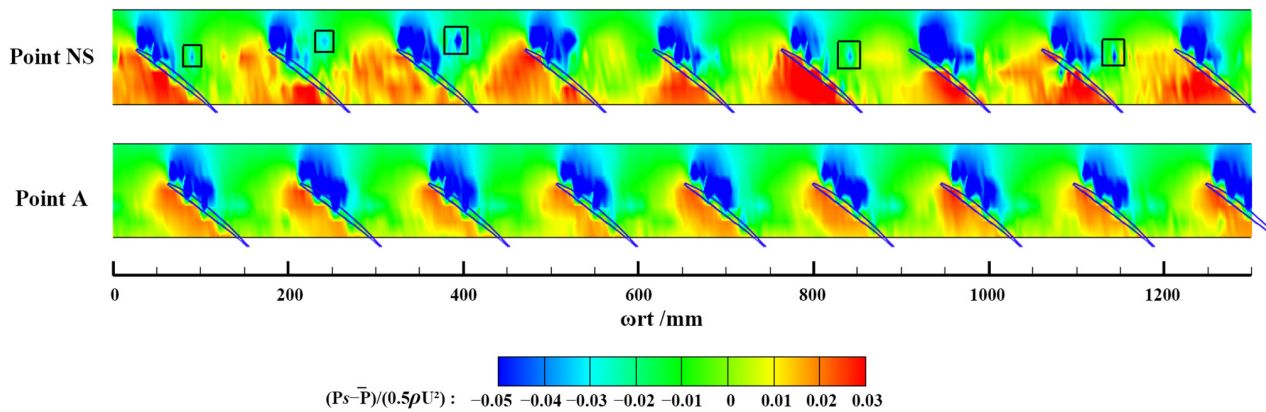 Point NS
Point A
0 200 400 600 800 1000 1200
ωrt /mm
(Ps−P̅)/(0.5ρU²) : −0.05 −0.04 −0.03 −0.02 −0.01 0 0.01 0.02 0.03